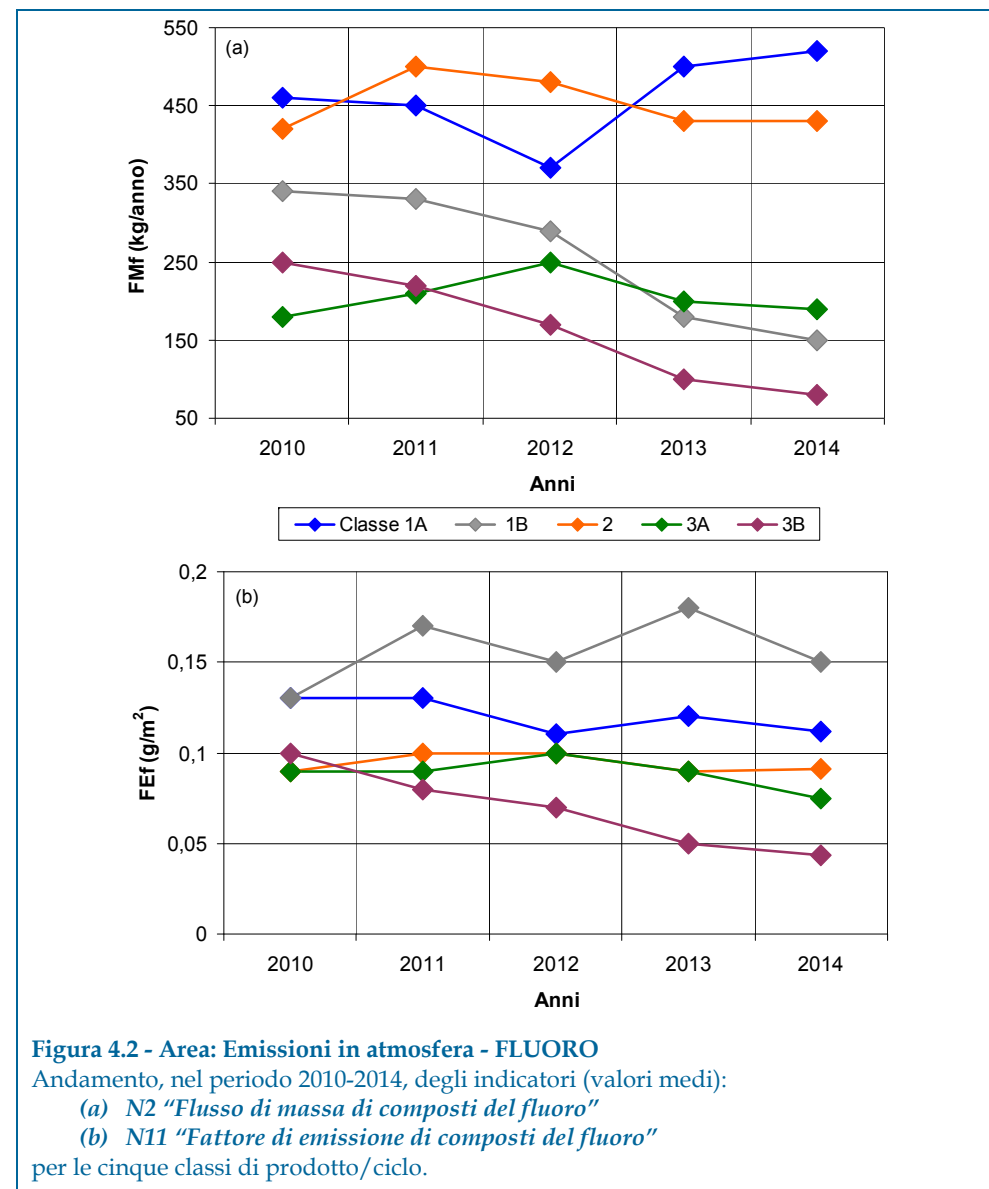 (a)
550
450
350
250
150
50
FMf (kg/anno)
2010 2011 2012 2013 2014
Anni
Classe 1A 1B 2 3A 3B
(b)
0,2
0,15
0,1
0,05
0
FEf (g/m²)
2010 2011 2012 2013 2014
Anni
Figura 4.2 - Area: Emissioni in atmosfera - FLUORO
Andamento, nel periodo 2010-2014, degli indicatori (valori medi):
(a) N2 “Flusso di massa di composti del fluoro”
(b) N11 “Fattore di emissione di composti del fluoro”
per le cinque classi di prodotto/ciclo.